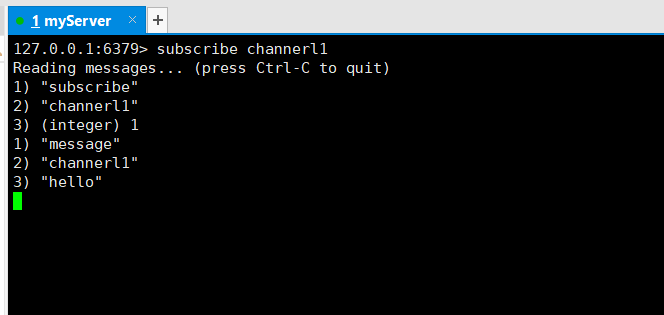 1 myServer × +
127.0.0.1:6379> subscribe channerl1
Reading messages... (press Ctrl-C to quit)
1) "subscribe"
2) "channerl1"
3) (integer) 1
1) "message"
2) "channerl1"
3) "hello"